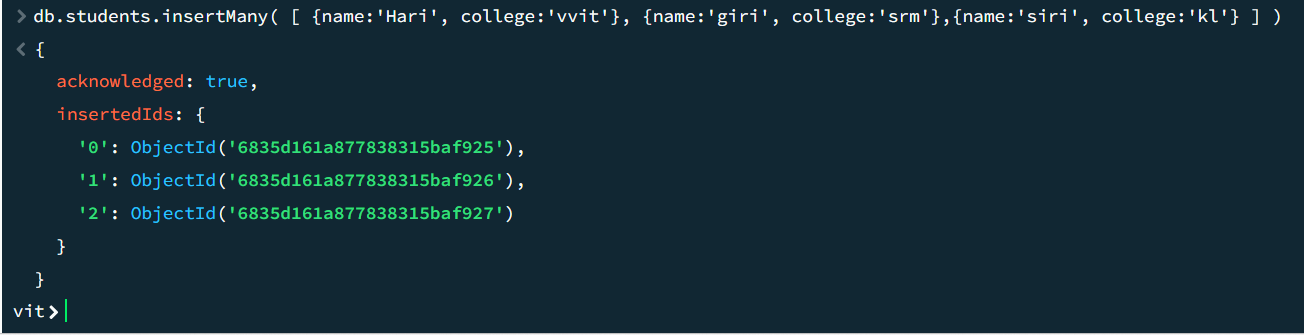 > db.students.insertMany( [ {name:'Hari', college:'vvit'}, {name:'giri', college:'srm'},{name:'siri', college:'kl'} ] )
< {
acknowledged: true,
insertedIds: {
'0': ObjectId('6835d161a877838315baf925'),
'1': ObjectId('6835d161a877838315baf926'),
'2': ObjectId('6835d161a877838315baf927')
}
}
vit>